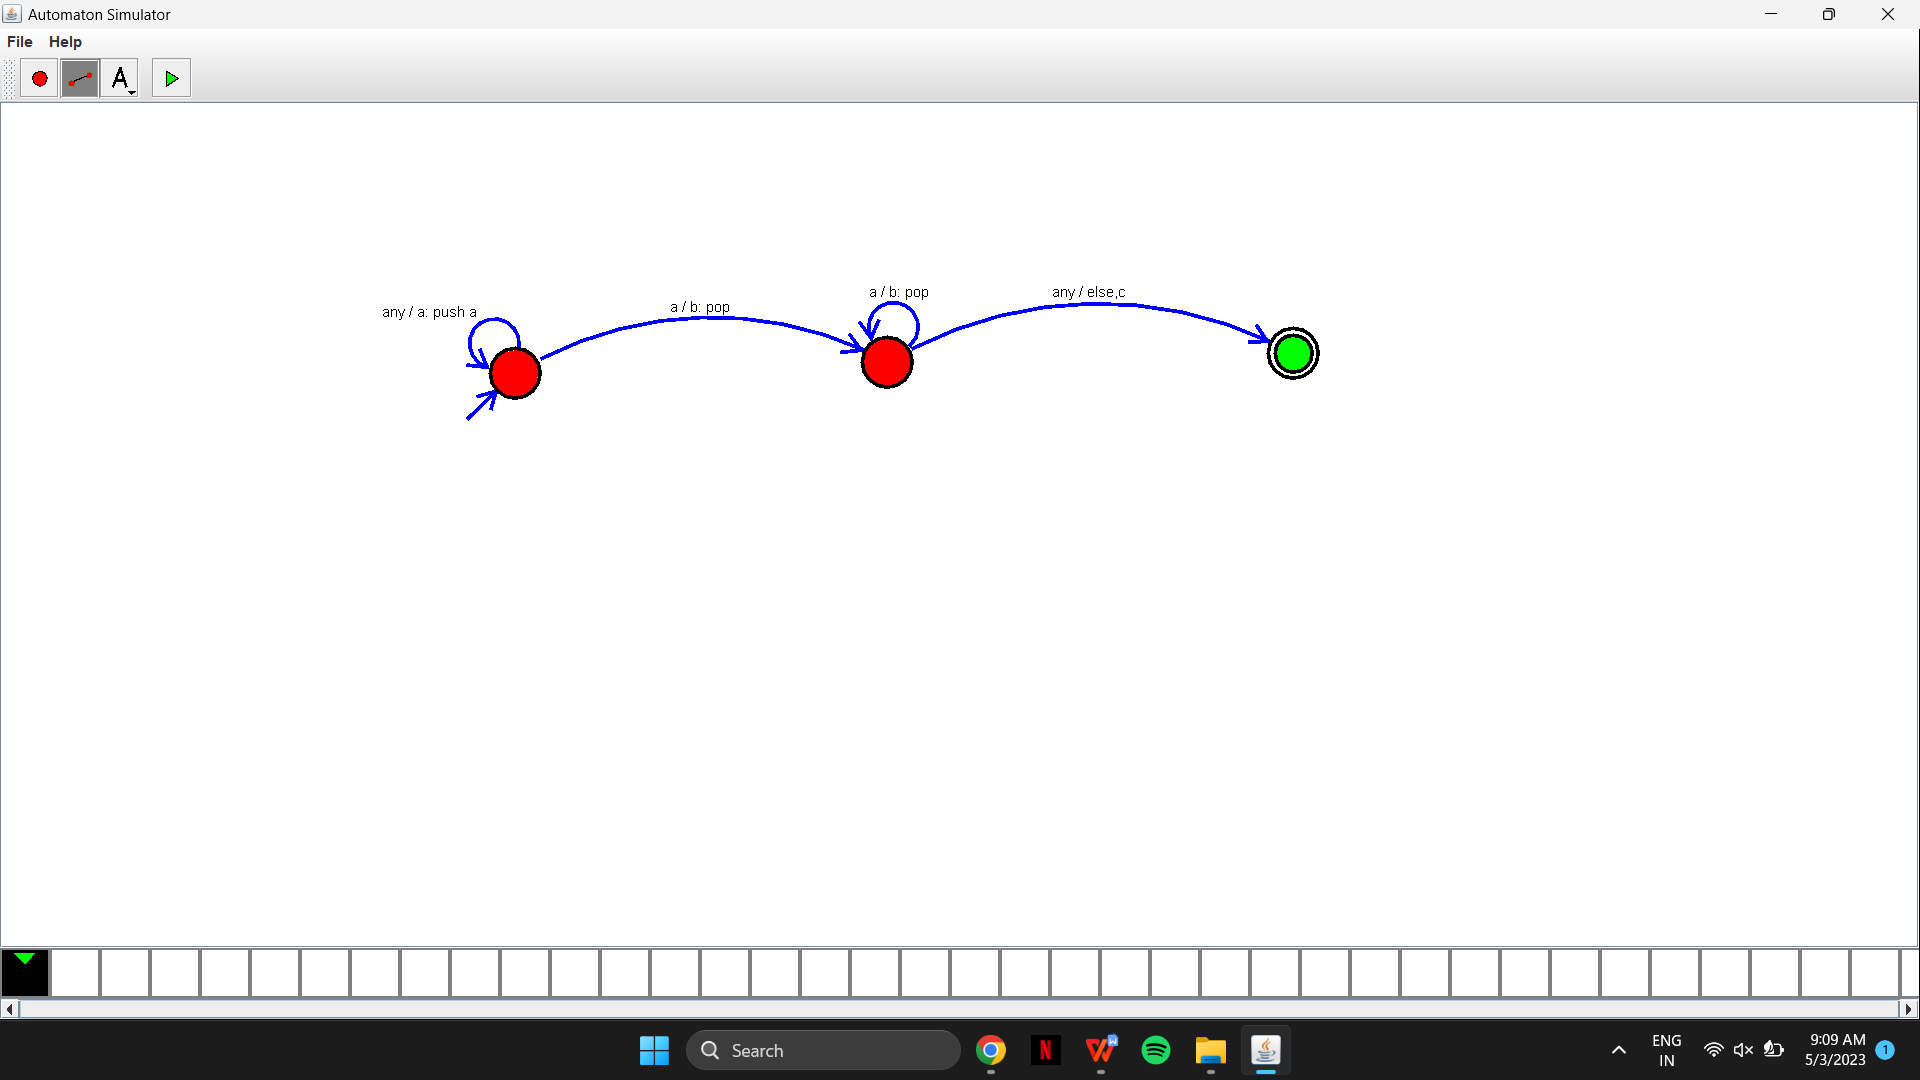 Automaton Simulator
File Help
A
any / a: push a
a / b: pop
a / b: pop
any / else,c
Search
N
W
ENG
IN
9:09 AM
5/3/2023
1